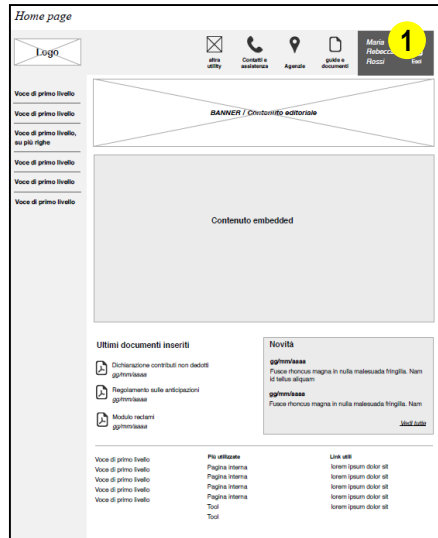 Home page
Logo
altra
utility
Contatti e
assistenza
Agenzie
guide e
documenti
Maria
Rebecca
Rossi
1
Esci
Voce di primo livello
Voce di primo livello
Voce di primo livello,
su più righe
Voce di primo livello
Voce di primo livello
Voce di primo livello
BANNER / Contenuto editoriale
Contenuto embedded
Ultimi documenti inseriti
Dichiarazione contributi non dedotti
gg/mm/aaaa
Regolamento sulle anticipazioni
gg/mm/aaaa
Modulo reclami
gg/mm/aaaa
Novità
gg/mm/aaaa
Fusce rhoncus magna in nulla malesuada fringilla. Nam
id tellus aliquam
gg/mm/aaaa
Fusce rhoncus magna in nulla malesuada fringilla. Nam
Vedi tutte
Voce di primo livello
Voce di primo livello
Voce di primo livello
Voce di primo livello
Voce di primo livello
Più utilizzate
Pagina interna
Pagina interna
Pagina interna
Pagina interna
Tool
Tool
Link utili
lorem ipsum dolor sit
lorem ipsum dolor sit
lorem ipsum dolor sit
lorem ipsum dolor sit
lorem ipsum dolor sit